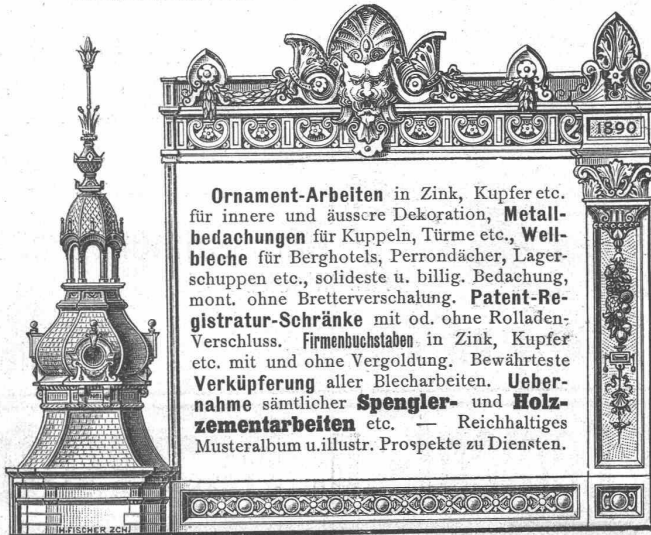 1890
Ornament-Arbeiten in Zink, Kupfer etc.
für innere und äussere Dekoration, Metall-
bedachungen für Kuppeln, Türme etc., Well-
bleche für Berghotels, Perrondächer, Lager-
schuppen etc., solideste u. billig. Bedachung,
mont. ohne Bretterverschalung. Patent-Re-
gistratur-Schränke mit od. ohne Rolladen-
Verschluss. Firmenbuchstaben in Zink, Kupfer
etc. mit und ohne Vergoldung. Bewährteste
Verküpferung aller Blecharbeiten. Ueber-
nahme sämtlicher Spengler- und Holz-
zementarbeiten etc. — Reichhaltiges
Musteralbum u. illustr. Prospekte zu Diensten.
H. FISCHER ZCH.